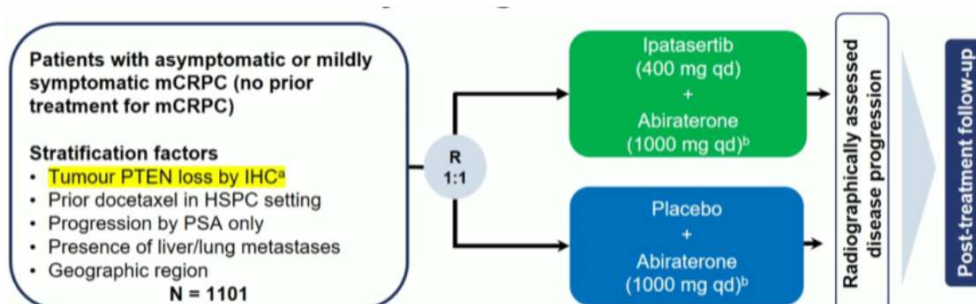 Patients with asymptomatic or mildly
symptomatic mCRPC (no prior
treatment for mCRPC)
Stratification factors
• Tumour PTEN loss by IHCᵃ
• Prior docetaxel in HSPC setting
• Progression by PSA only
• Presence of liver/lung metastases
• Geographic region
N = 1101
R
1:1
Ipatasertib
(400 mg qd)
+
Abiraterone
(1000 mg qd)ᵇ
Placebo
+
Abiraterone
(1000 mg qd)ᵇ
Radiographically assessed
disease progression
Post-treatment follow-up